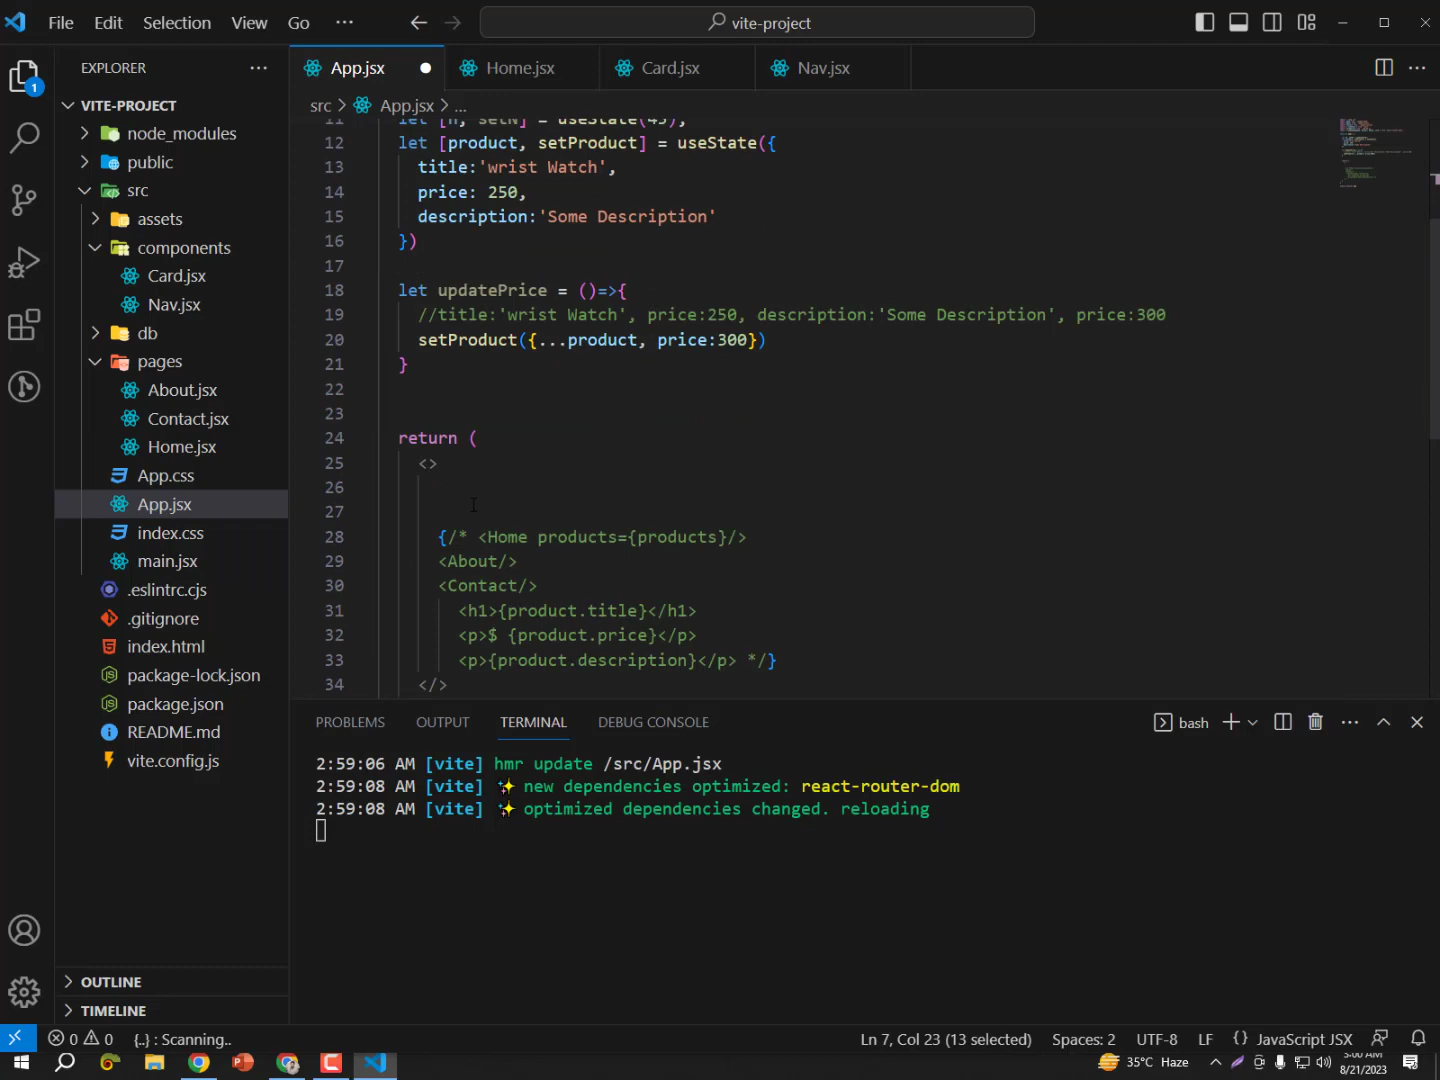 File Edit Selection View Go ··· vite-project
EXPLORER ···
App.jsx Home.jsx Card.jsx Nav.jsx ···
VITE-PROJECT
node_modules
public
src
assets
components
Card.jsx
Nav.jsx
db
pages
About.jsx
Contact.jsx
Home.jsx
App.css
App.jsx
index.css
main.jsx
.eslintrc.cjs
.gitignore
index.html
package-lock.json
package.json
README.md
vite.config.js
OUTLINE
TIMELINE
src > App.jsx > ...
11 let [n, setN] = useState(45);
12 let [product, setProduct] = useState({
13 title:'wrist Watch',
14 price: 250,
15 description:'Some Description'
16 })
17
18 let updatePrice = ()=>{
19 //title:'wrist Watch', price:250, description:'Some Description', price:300
20 setProduct({...product, price:300})
21 }
22
23
24 return (
25 <>
26
27
28 {/* <Home products={products}/>
29 <About/>
30 <Contact/>
31 <h1>{product.title}</h1>
32 <p>$ {product.price}</p>
33 <p>{product.description}</p> */}
34 </>
PROBLEMS OUTPUT TERMINAL DEBUG CONSOLE bash ···
2:59:06 AM [vite] hmr update /src/App.jsx
2:59:08 AM [vite] ✨ new dependencies optimized: react-router-dom
2:59:08 AM [vite] ✨ optimized dependencies changed. reloading
0 0 {..} : Scanning.. Ln 7, Col 23 (13 selected) Spaces: 2 UTF-8 LF {} JavaScript JSX
35°C Haze 5:00 AM
8/21/2023